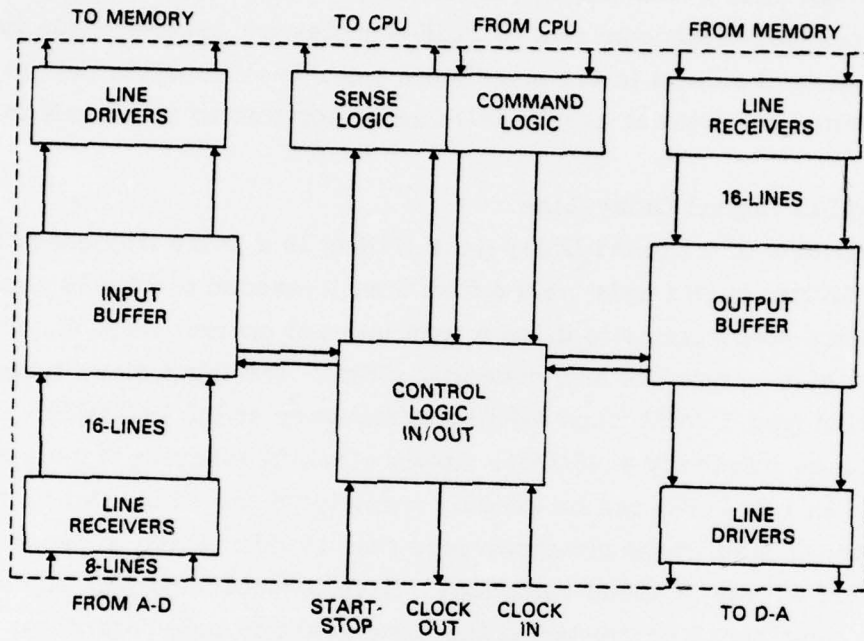 TO MEMORY
TO CPU
FROM CPU
FROM MEMORY
LINE
DRIVERS
SENSE
LOGIC
COMMAND
LOGIC
LINE
RECEIVERS
16-LINES
INPUT
BUFFER
OUTPUT
BUFFER
CONTROL
LOGIC
IN/OUT
16-LINES
LINE
RECEIVERS
LINE
DRIVERS
8-LINES
FROM A-D
START-
STOP
CLOCK
OUT
CLOCK
IN
TO D-A